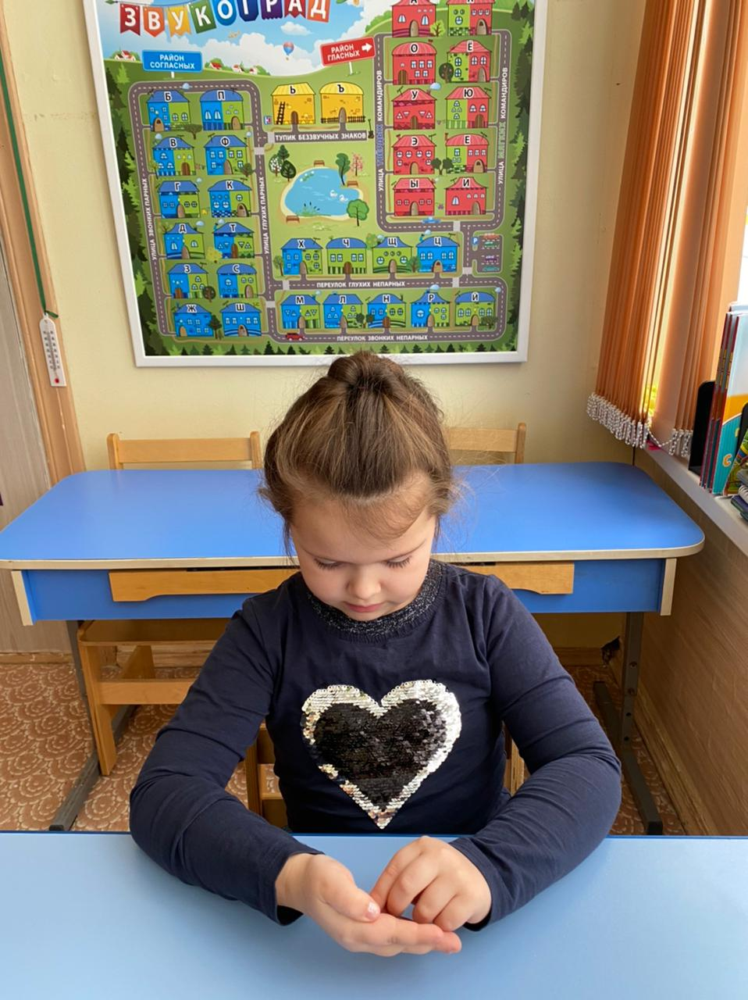 ЗВУКОГРАД
РАЙОН
СОГЛАСНЫХ
РАЙОН
ГЛАСНЫХ
О Ё
У Ю
Э Е
Ы И
Ь Ъ
ТУПИК БЕЗЗВУЧНЫХ ЗНАКОВ
Б П
В Ф
Г К
Д Т
З С
Ж Ш
УЛИЦА ЗВОНКИХ ПАРНЫХ
УЛИЦА ГЛУХИХ ПАРНЫХ
УЛИЦА ТВЁРДЫХ КОМАНДИРОВ
УЛИЦА МЯГКИХ КОМАНДИРОВ
Х Ч Щ Ц
ПЕРЕУЛОК ГЛУХИХ НЕПАРНЫХ
М Л Н Р Й
ПЕРЕУЛОК ЗВОНКИХ НЕПАРНЫХ